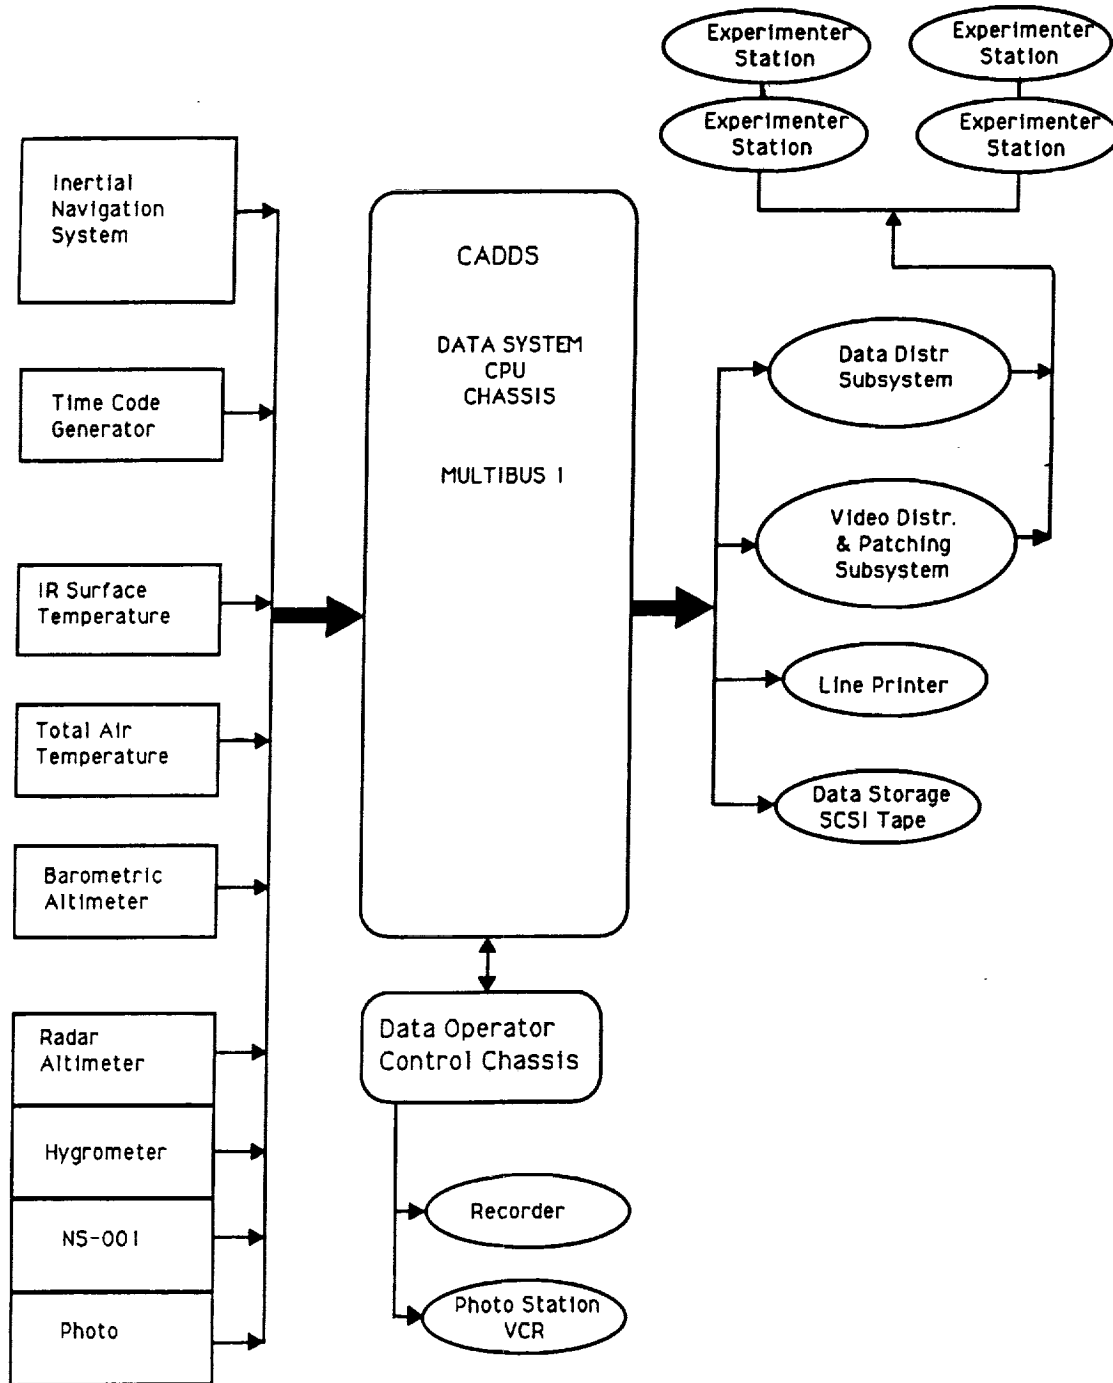 Experimenter
Station
Experimenter
Station
Experimenter
Station
Experimenter
Station
Inertial
Navigation
System
Time Code
Generator
IR Surface
Temperature
Total Air
Temperature
Barometric
Altimeter
Radar
Altimeter
Hygrometer
NS-001
Photo
CADDS
DATA SYSTEM
CPU
CHASSIS
MULTIBUS 1
Data Operator
Control Chassis
Recorder
Photo Station
VCR
Data Distr
Subsystem
Video Distr.
& Patching
Subsystem
Line Printer
Data Storage
SCSI Tape